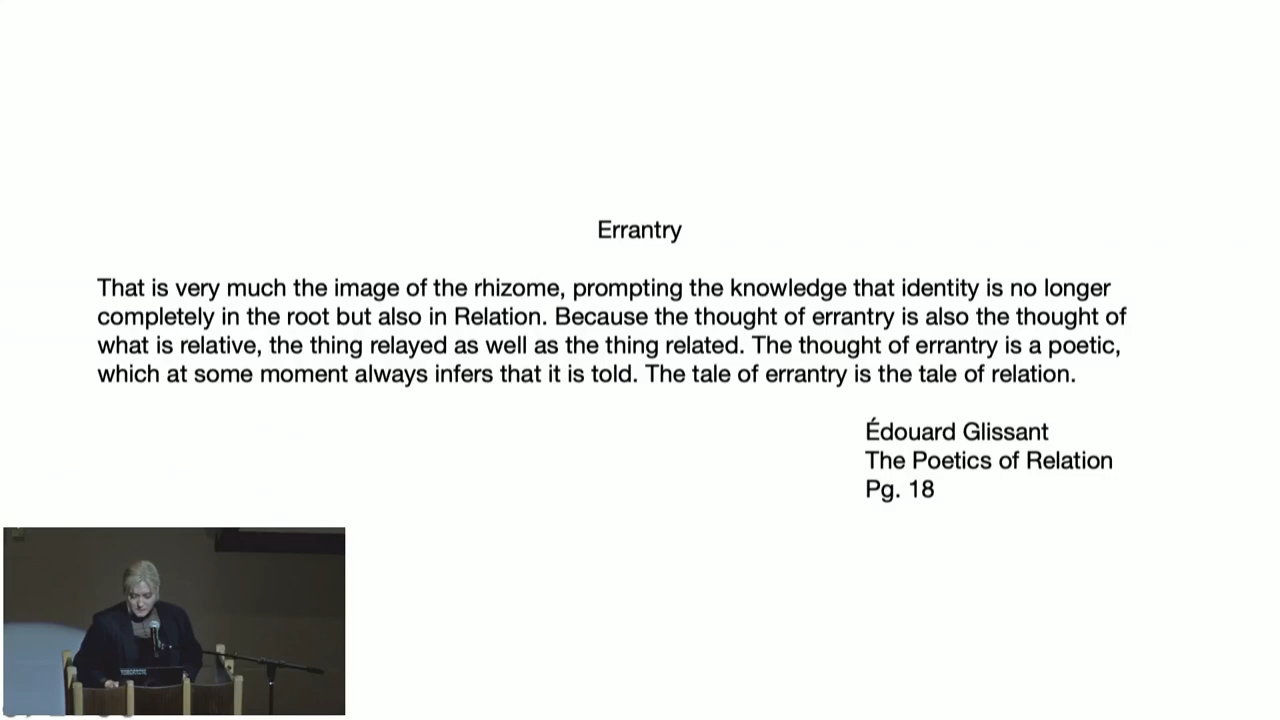 Errantry
That is very much the image of the rhizome, prompting the knowledge that identity is no longer
completely in the root but also in Relation. Because the thought of errantry is also the thought of
what is relative, the thing relayed as well as the thing related. The thought of errantry is a poetic,
which at some moment always infers that it is told. The tale of errantry is the tale of relation.
Édouard Glissant
The Poetics of Relation
Pg. 18